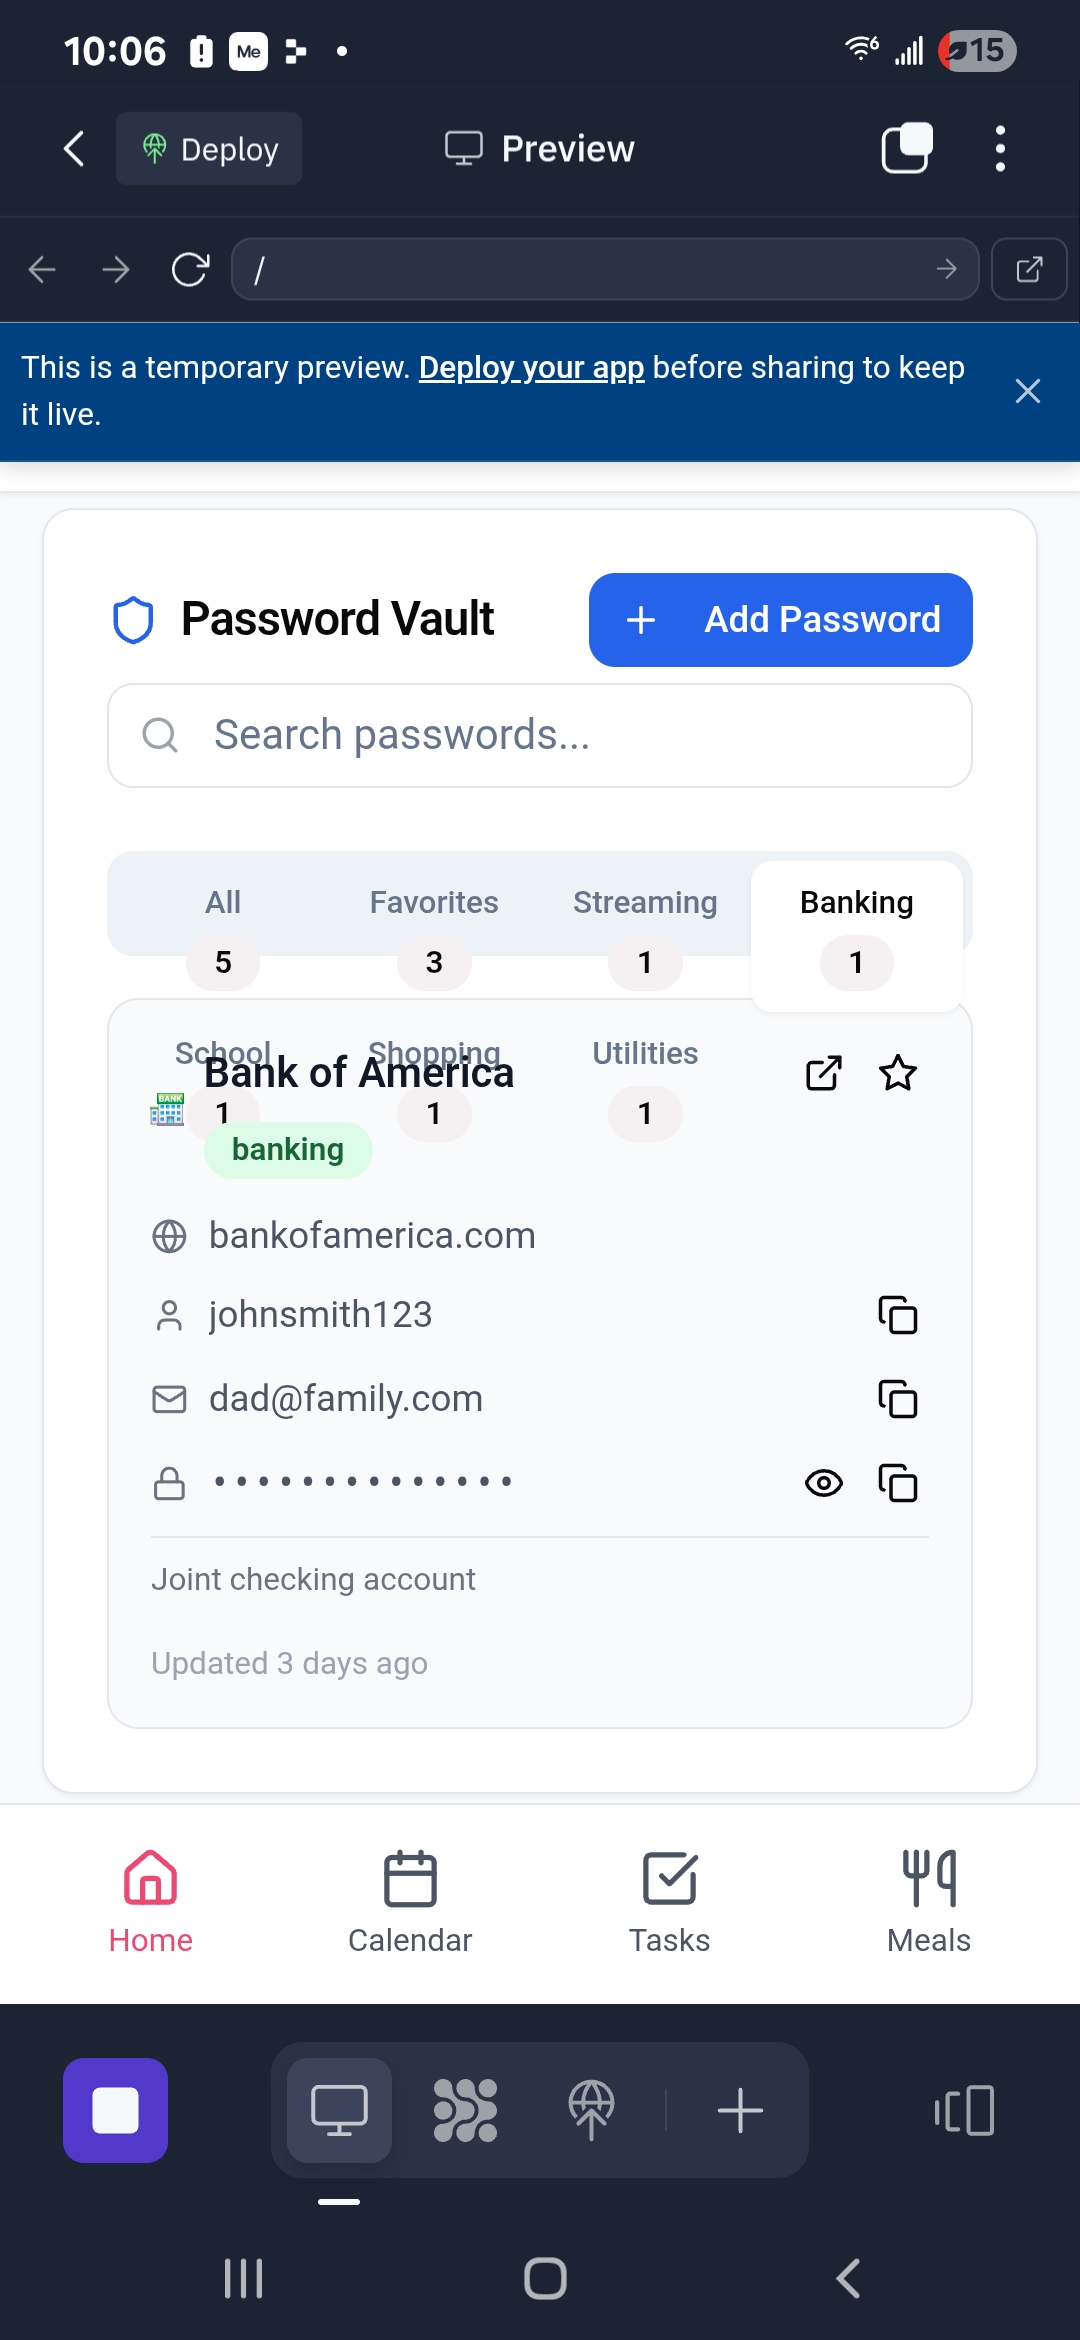 10:06
Me
6
15
Deploy
Preview
/
This is a temporary preview. Deploy your app before sharing to keep
it live.
Password Vault
Add Password
Search passwords...
All
Favorites
Streaming
Banking
5
3
1
1
School
Shopping
Utilities
1
1
1
Bank of America
BANK
banking
bankofamerica.com
johnsmith123
dad@family.com
••••••••••••••
Joint checking account
Updated 3 days ago
Home
Calendar
Tasks
Meals